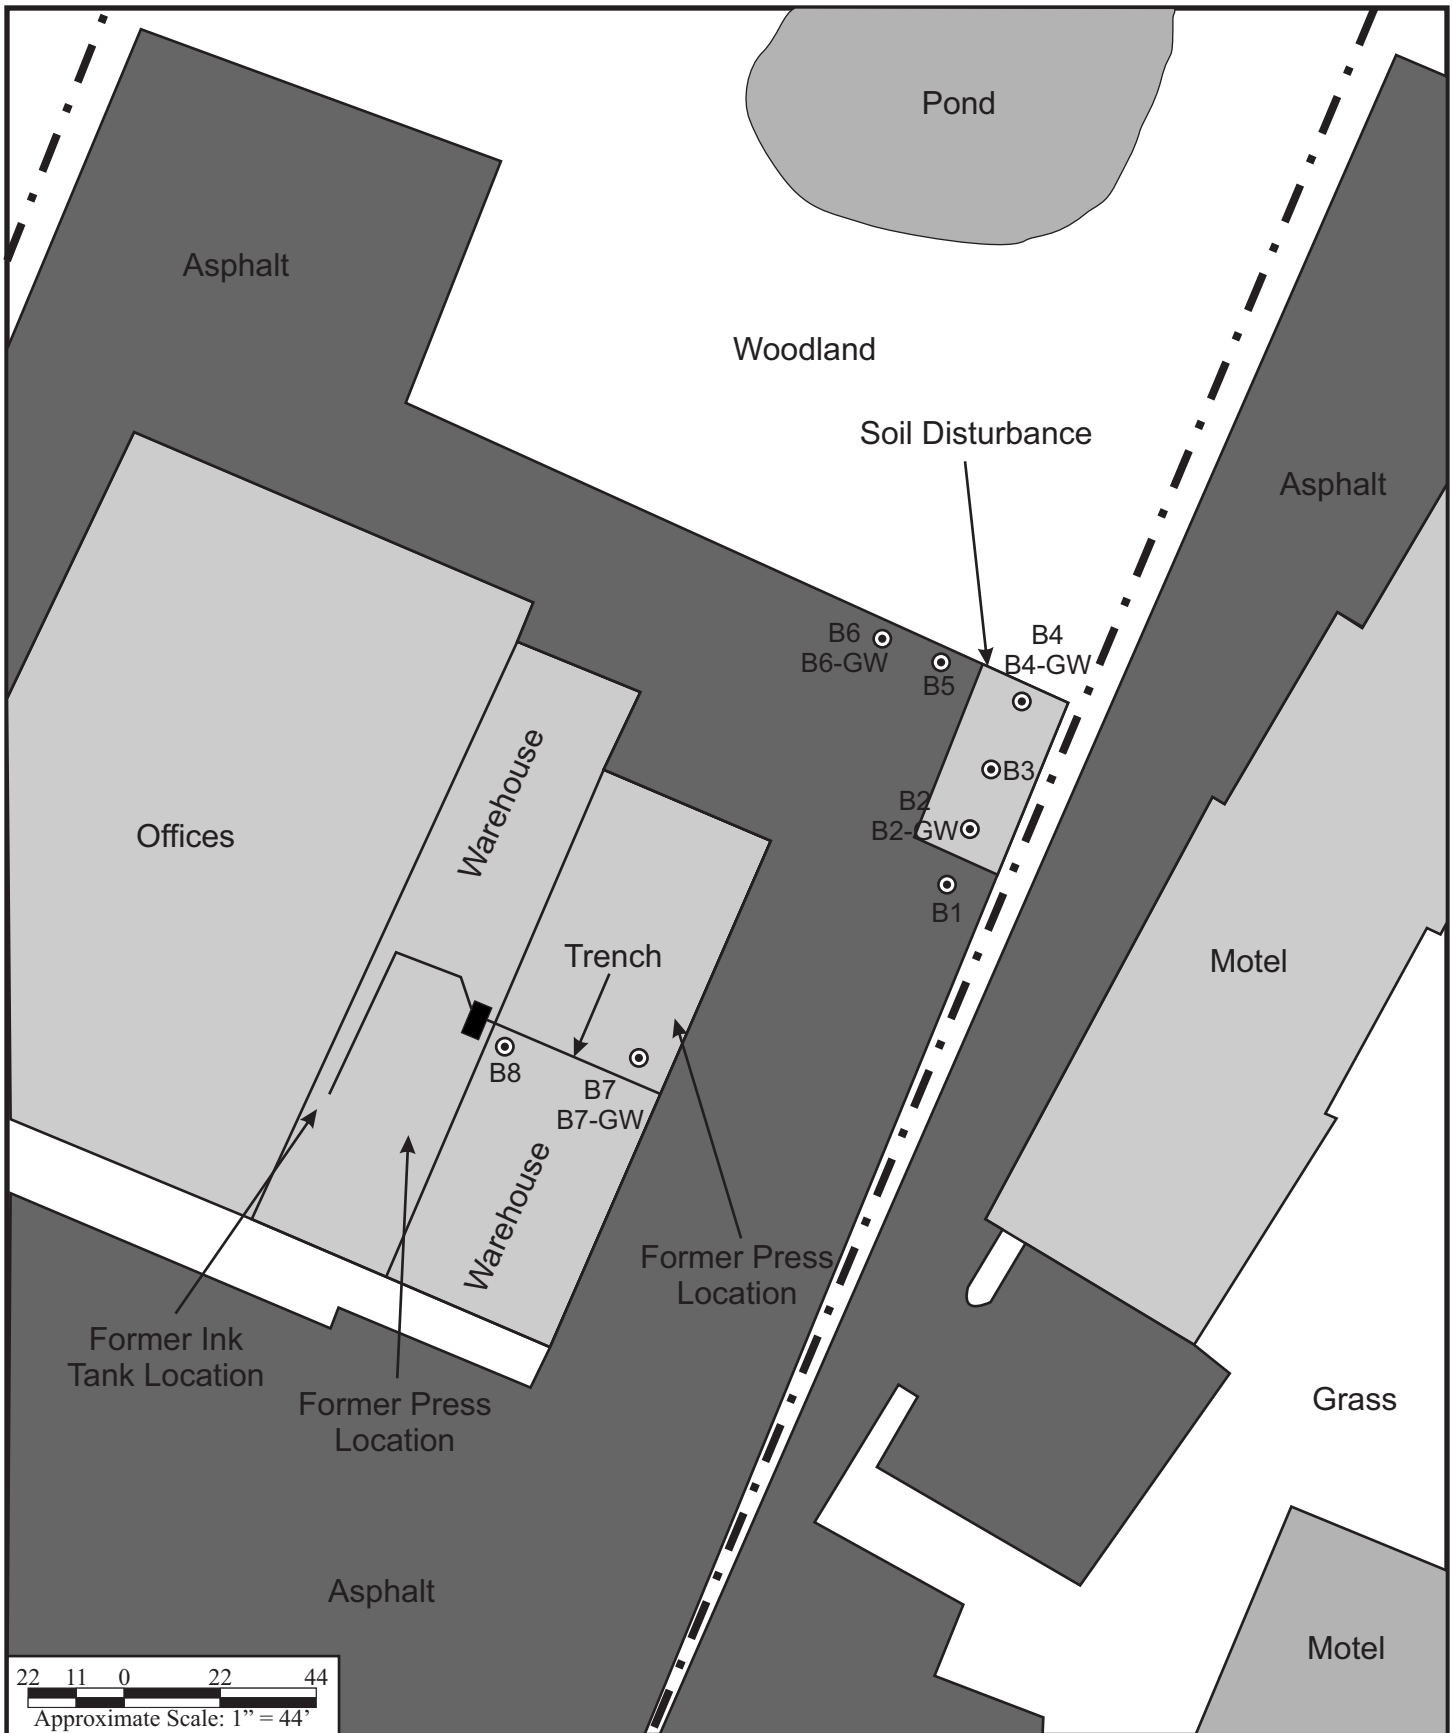 Pond
Asphalt
Woodland
Soil Disturbance
Asphalt
B6
B6-GW
B4
B4-GW
B5
B3
B2
B2-GW
B1
Warehouse
Offices
Trench
Motel
B8
B7
B7-GW
Warehouse
Former Press
Location
Former Ink
Tank Location
Former Press
Location
Grass
Asphalt
Motel
22 11 0 22 44
Approximate Scale: 1” = 44’